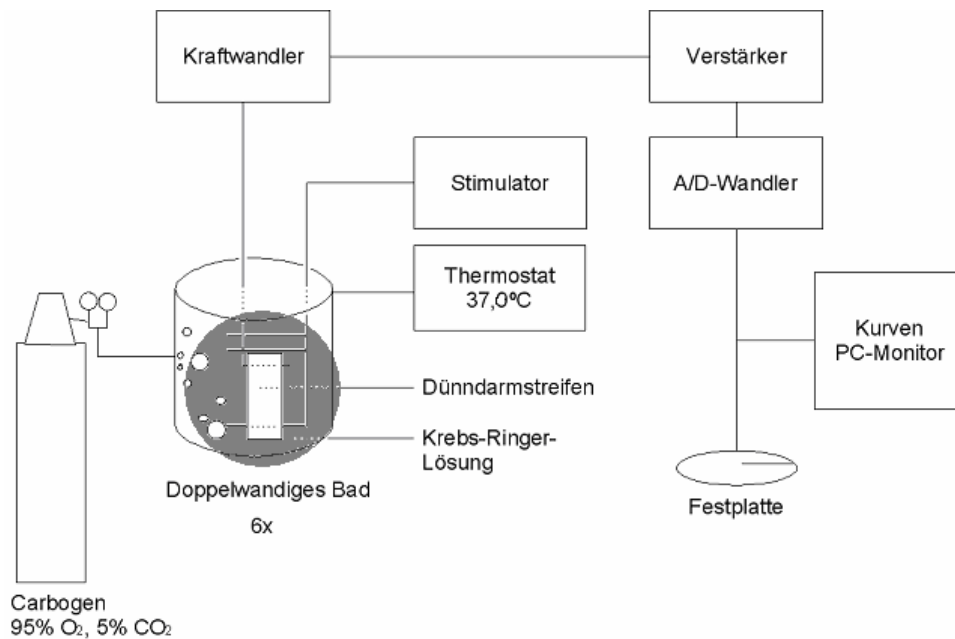 Kraftwandler
Verstärker
Stimulator
A/D-Wandler
Thermostat
37,0ºC
Kurven
PC-Monitor
Dünndarmstreifen
Krebs-Ringer-
Lösung
Doppelwandiges Bad
6x
Festplatte
Carbogen
95% O₂, 5% CO₂